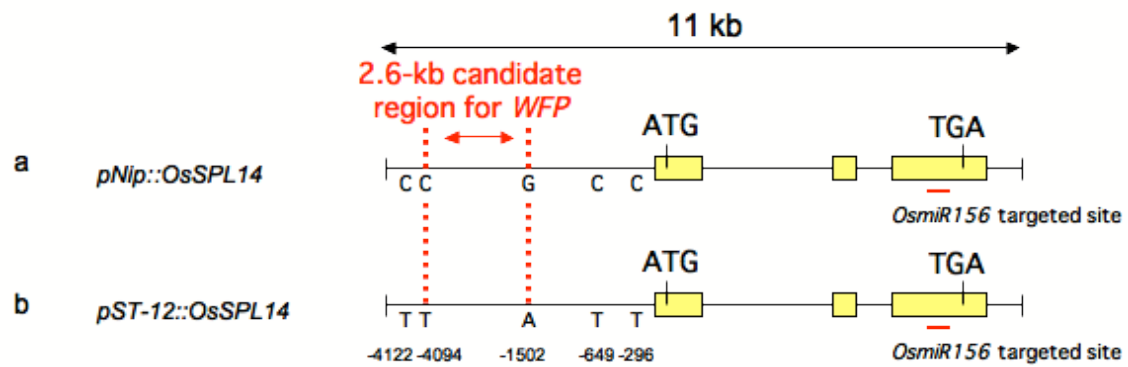 11 kb
2.6-kb candidate
region for WFP
ATG
TGA
a
pNip::OsSPL14
C C G C C
OsmiR156 targeted site
ATG
TGA
b
pST-12::OsSPL14
T T A T T
-4122 -4094 -1502 -649 -296
OsmiR156 targeted site